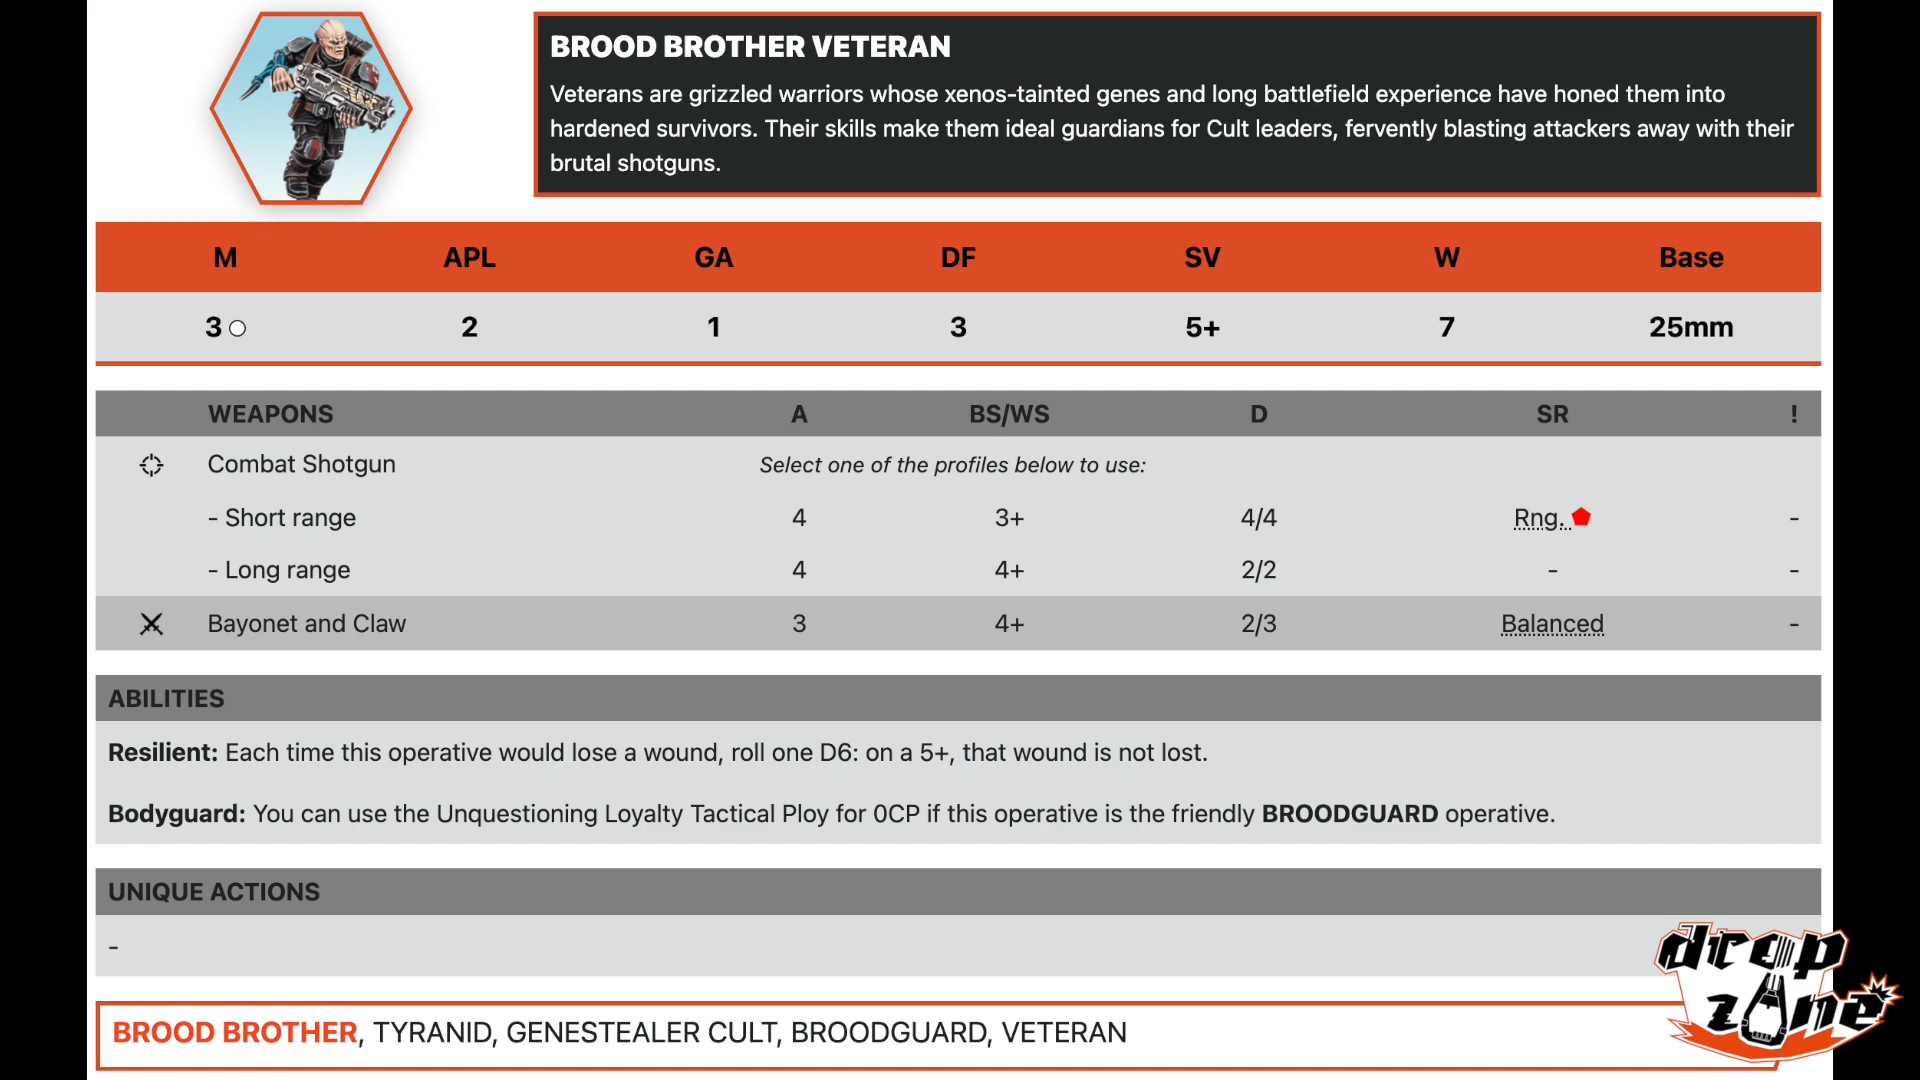 BROOD BROTHER VETERAN
Veterans are grizzled warriors whose xenos-tainted genes and long battlefield experience have honed them into
hardened survivors. Their skills make them ideal guardians for Cult leaders, fervently blasting attackers away with their
brutal shotguns.
M APL GA DF SV W Base
3 2 1 3 5+ 7 25mm
WEAPONS A BS/WS D SR !
Combat Shotgun Select one of the profiles below to use:
- Short range 4 3+ 4/4 Rng. -
- Long range 4 4+ 2/2 - -
Bayonet and Claw 3 4+ 2/3 Balanced -
ABILITIES
Resilient: Each time this operative would lose a wound, roll one D6: on a 5+, that wound is not lost.
Bodyguard: You can use the Unquestioning Loyalty Tactical Ploy for 0CP if this operative is the friendly BROODGUARD operative.
UNIQUE ACTIONS
-
BROOD BROTHER, TYRANID, GENESTEALER CULT, BROODGUARD, VETERAN
drop
zone